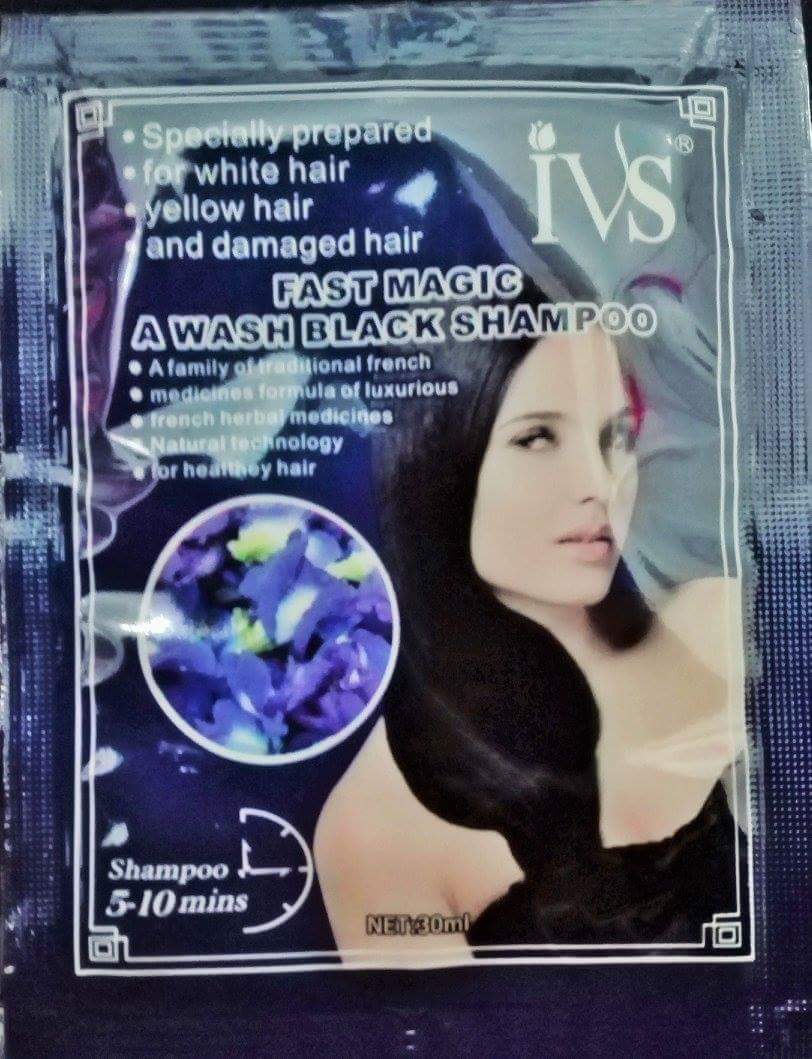 • Specially prepared
• for white hair
• yellow hair
• and damaged hair
iVS®
FAST MAGIC
A WASH BLACK SHAMPOO
• A family of traditional french
• medicines formula of luxurious
• french herbal medicines
• Natural technology
• for healthey hair
Shampoo
5-10 mins
NET:30ml